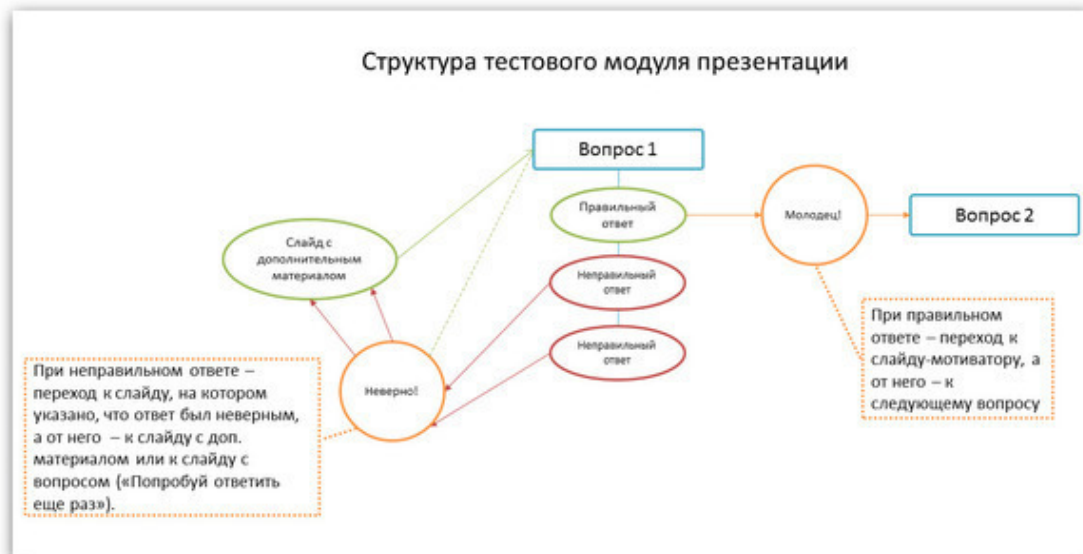 Структура тестового модуля презентации
Вопрос 1
Правильный
ответ
Молодец!
Вопрос 2
Слайд с
дополнительным
материалом
Неправильный
ответ
Неправильный
ответ
При правильном
ответе – переход к
слайду-мотиватору, а
от него – к
следующему вопросу
Неверно!
При неправильном ответе –
переход к слайду, на котором
указано, что ответ был неверным,
а от него – к слайду с доп.
материалом или к слайду с
вопросом («Попробуй ответить
еще раз»).